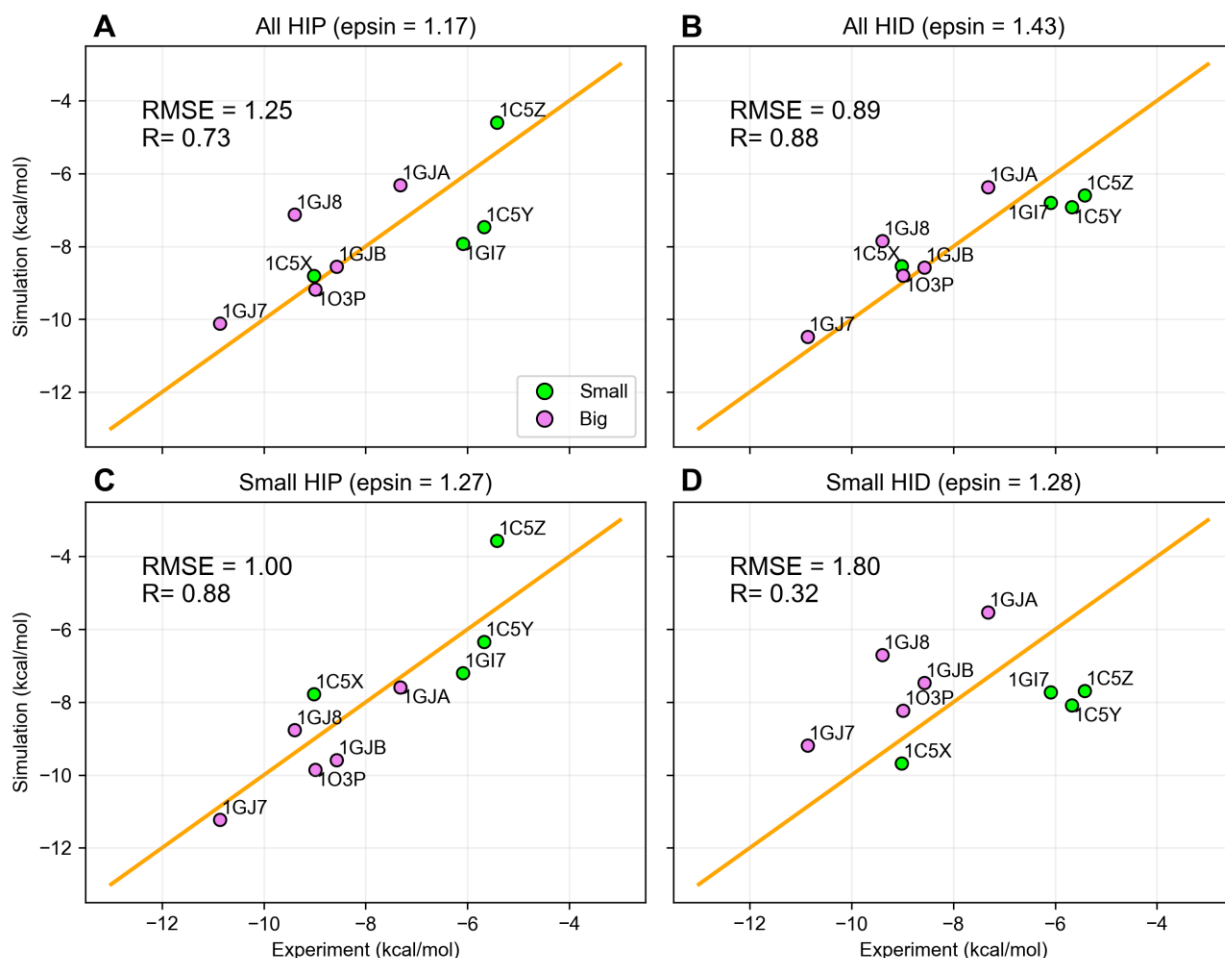 A
All HIP (epsin = 1.17)
RMSE = 1.25
R= 0.73
1C5Z
1GJA
1GJ8
1C5Y
1GI7
1GJB
1C5X
1O3P
1GJ7
Small
Big
−4
−6
−8
−10
−12
Simulation (kcal/mol)
B
All HID (epsin = 1.43)
RMSE = 0.89
R= 0.88
1GJA
1C5Z
1GI7
1C5Y
1GJ8
1C5X
1GJB
1O3P
1GJ7
C
Small HIP (epsin = 1.27)
RMSE = 1.00
R= 0.88
1C5Z
1C5Y
1GI7
1C5X
1GJA
1GJ8
1GJB
1O3P
1GJ7
−4
−6
−8
−10
−12
Simulation (kcal/mol)
−12
−10
−8
−6
−4
Experiment (kcal/mol)
D
Small HID (epsin = 1.28)
RMSE = 1.80
R= 0.32
1GJA
1GJ8
1GJB
1GI7
1C5Z
1O3P
1C5Y
1GJ7
1C5X
−12
−10
−8
−6
−4
Experiment (kcal/mol)